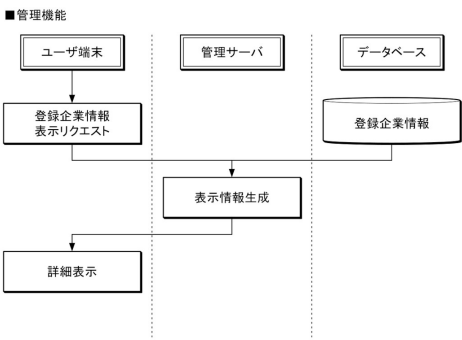 ■管理機能
ユーザ端末
管理サーバ
データベース
登録企業情報
表示リクエスト
登録企業情報
表示情報生成
詳細表示